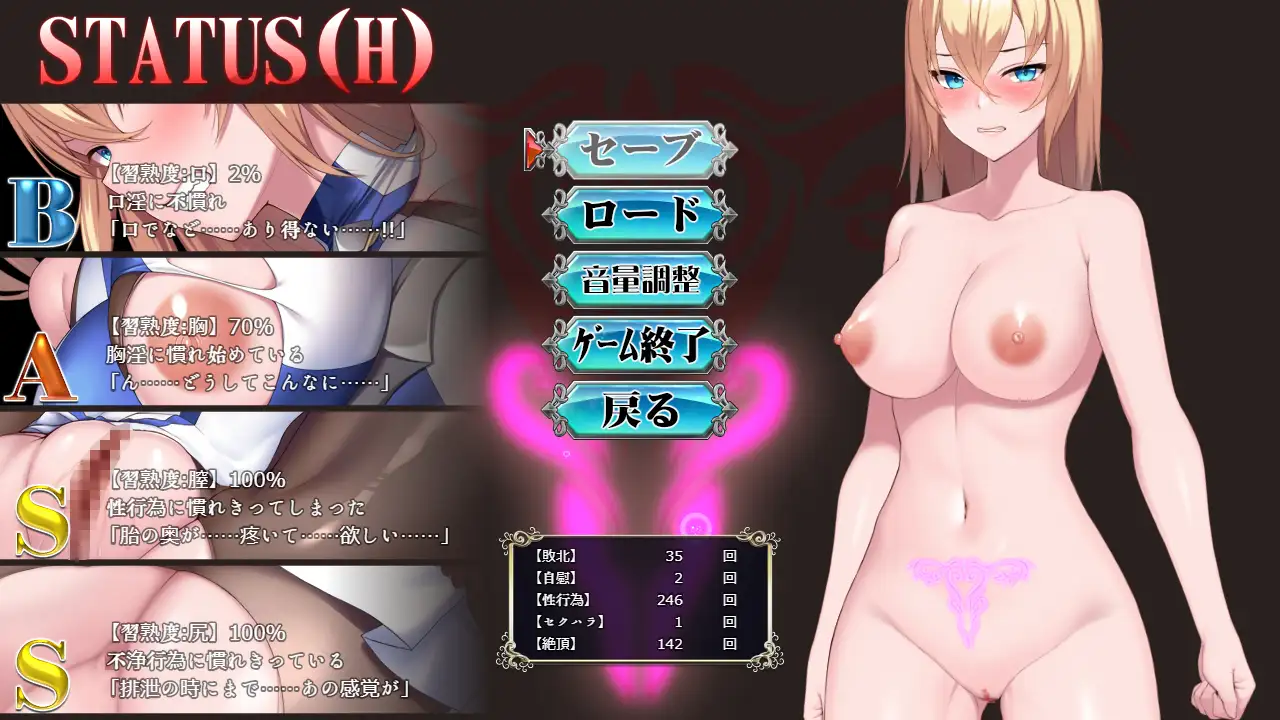 STATUS(H)
B
【習熟度:口】 2%
口淫に不慣れ
「口でなど……あり得ない……!!」
A
【習熟度:胸】 70%
胸淫に慣れ始めている
「ん……どうしてこんなに……」
S
【習熟度:膣】 100%
性行為に慣れきってしまった
「胎の奥が……疼いて……欲しい……」
S
【習熟度:尻】 100%
不浄行為に慣れきっている
「排泄の時にまで……あの感覚が」
セーブ
ロード
音量調整
ゲーム終了
戻る
【敗北】 35 回
【自慰】 2 回
【性行為】 246 回
【セクハラ】 1 回
【絶頂】 142 回